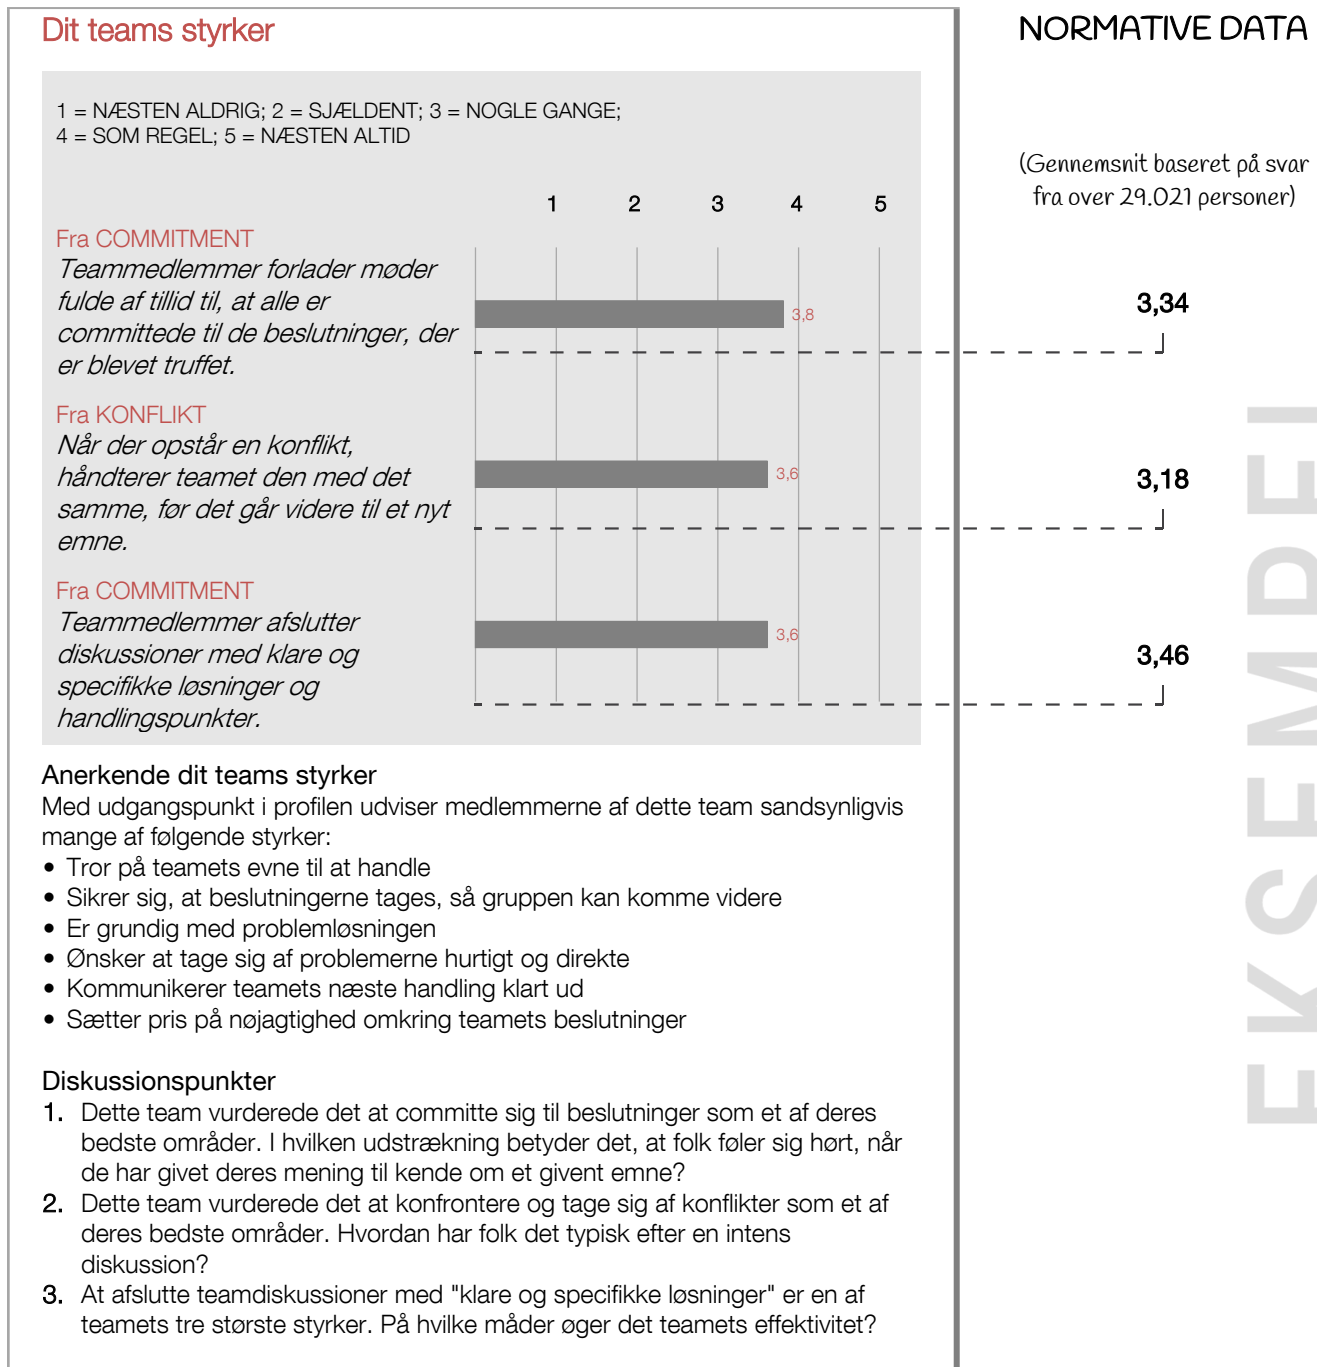 Dit teams styrker
NORMATIVE DATA
1 = NÆSTEN ALDRIG; 2 = SJÆLDENT; 3 = NOGLE GANGE;
4 = SOM REGEL; 5 = NÆSTEN ALTID
(Gennemsnit baseret på svar
fra over 29.021 personer)
1 2 3 4 5
Fra COMMITMENT
Teammedlemmer forlader møder
fulde af tillid til, at alle er
committede til de beslutninger, der
er blevet truffet.
3,8
3,34
Fra KONFLIKT
Når der opstår en konflikt,
håndterer teamet den med det
samme, før det går videre til et nyt
emne.
3,6
3,18
Fra COMMITMENT
Teammedlemmer afslutter
diskussioner med klare og
specifikke løsninger og
handlingspunkter.
3,6
3,46
Anerkende dit teams styrker
Med udgangspunkt i profilen udviser medlemmerne af dette team sandsynligvis
mange af følgende styrker:
• Tror på teamets evne til at handle
• Sikrer sig, at beslutningerne tages, så gruppen kan komme videre
• Er grundig med problemløsningen
• Ønsker at tage sig af problemerne hurtigt og direkte
• Kommunikerer teamets næste handling klart ud
• Sætter pris på nøjagtighed omkring teamets beslutninger
Diskussionspunkter
1. Dette team vurderede det at committe sig til beslutninger som et af deres
bedste områder. I hvilken udstrækning betyder det, at folk føler sig hørt, når
de har givet deres mening til kende om et givent emne?
2. Dette team vurderede det at konfrontere og tage sig af konflikter som et af
deres bedste områder. Hvordan har folk det typisk efter en intens
diskussion?
3. At afslutte teamdiskussioner med "klare og specifikke løsninger" er en af
teamets tre største styrker. På hvilke måder øger det teamets effektivitet?
EKSEMPEL